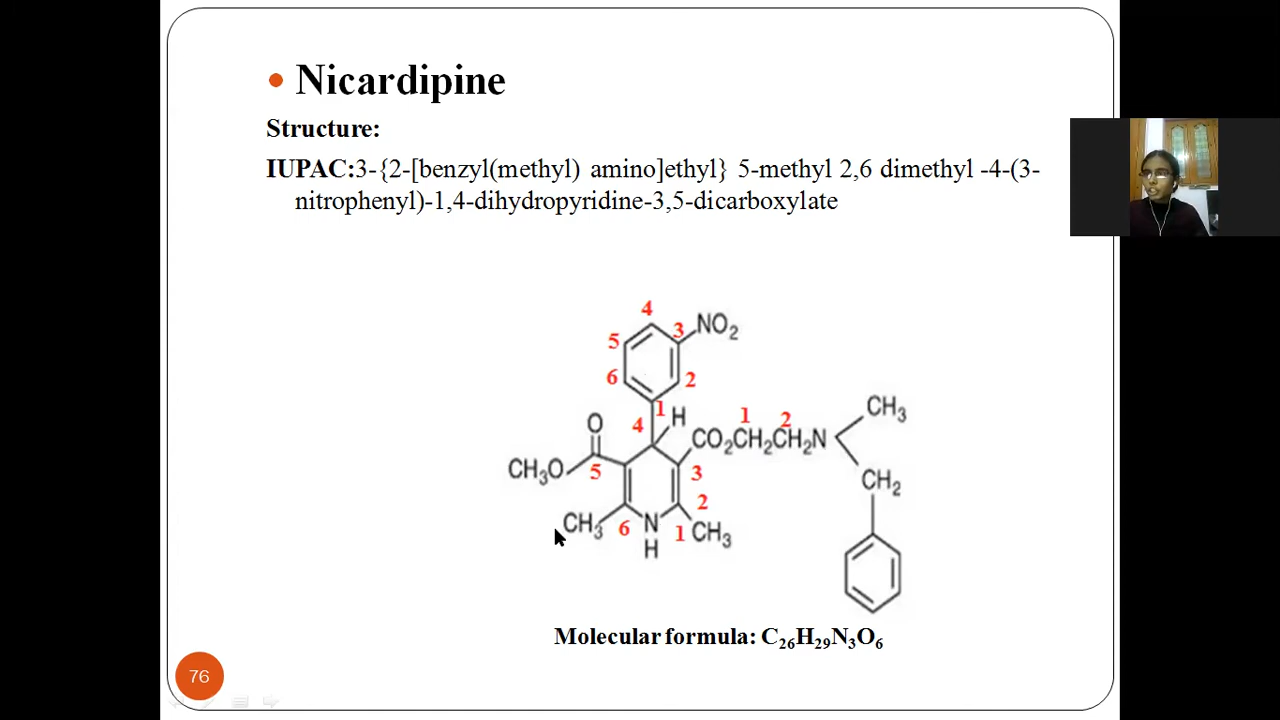 Nicardipine
Structure:
IUPAC:3-{2-[benzyl(methyl) amino]ethyl} 5-methyl 2,6 dimethyl -4-(3-
nitrophenyl)-1,4-dihydropyridine-3,5-dicarboxylate
4
5 3 NO2
6 2
1
O 4 H 1 2 CH3
CO2CH2CH2N
CH3O 5 3 CH2
2
CH3 6 N 1 CH3
H
Molecular formula: C26H29N3O6
76